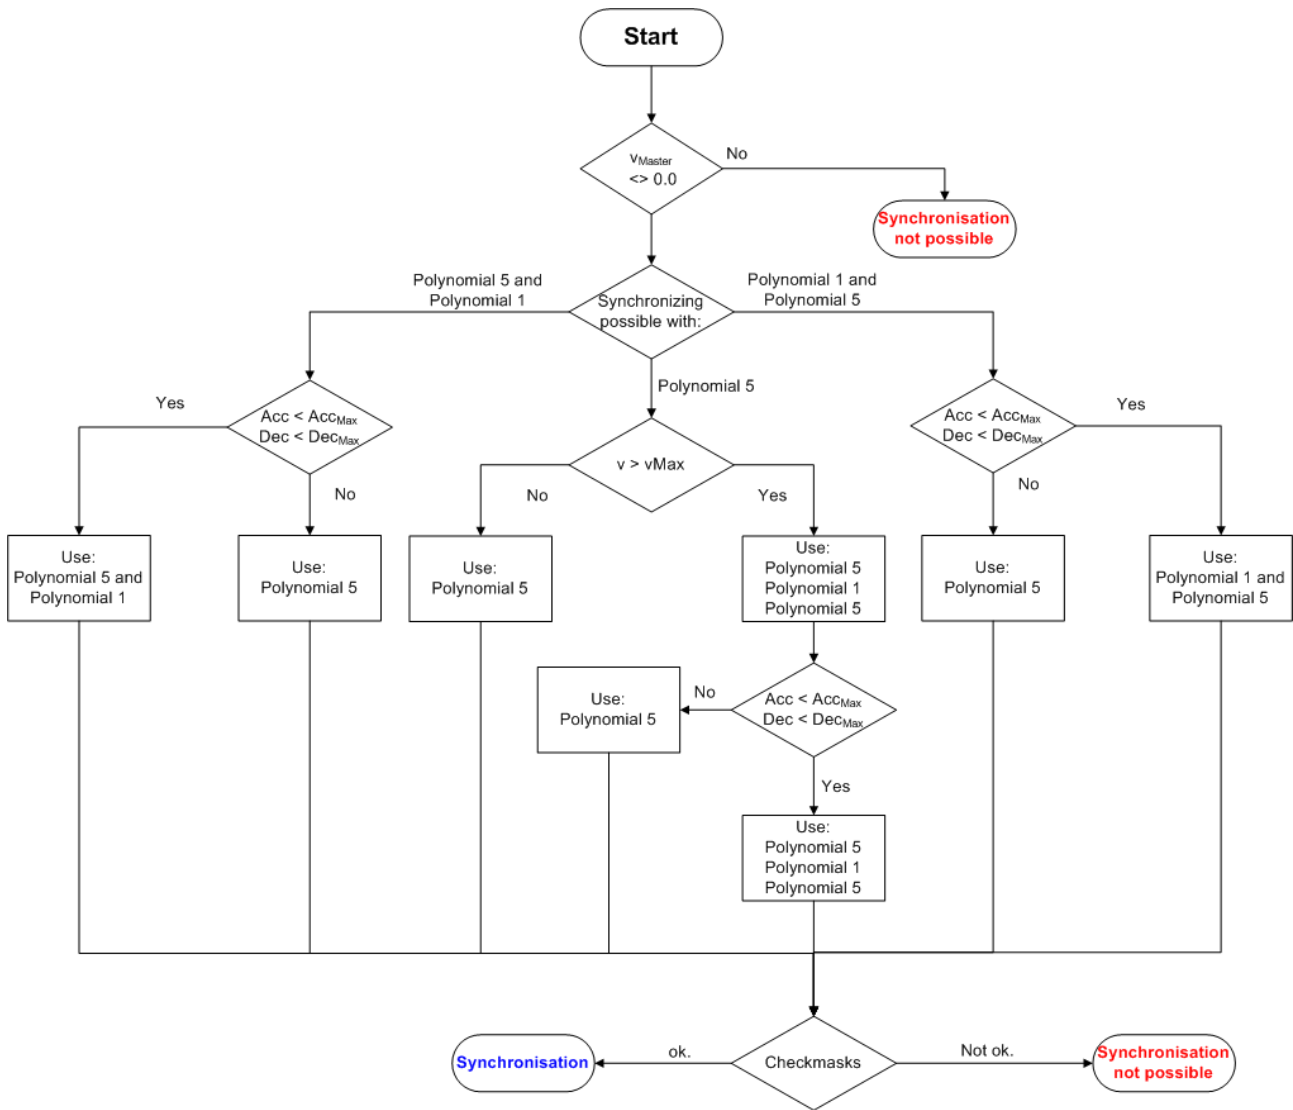 Start
vMaster
<> 0.0
No
Synchronisation
not possible
Polynomial 5 and
Polynomial 1
Synchronizing
possible with:
Polynomial 1 and
Polynomial 5
Polynomial 5
Yes
Acc < AccMax
Dec < DecMax
No
v > vMax
No
Yes
Acc < AccMax
Dec < DecMax
Yes
No
Use:
Polynomial 5 and
Polynomial 1
Use:
Polynomial 5
Use:
Polynomial 5
Use:
Polynomial 5
Polynomial 1
Polynomial 5
Use:
Polynomial 5
Use:
Polynomial 1 and
Polynomial 5
Use:
Polynomial 5
No
Acc < AccMax
Dec < DecMax
Yes
Use:
Polynomial 5
Polynomial 1
Polynomial 5
Synchronisation
ok.
Checkmasks
Not ok.
Synchronisation
not possible